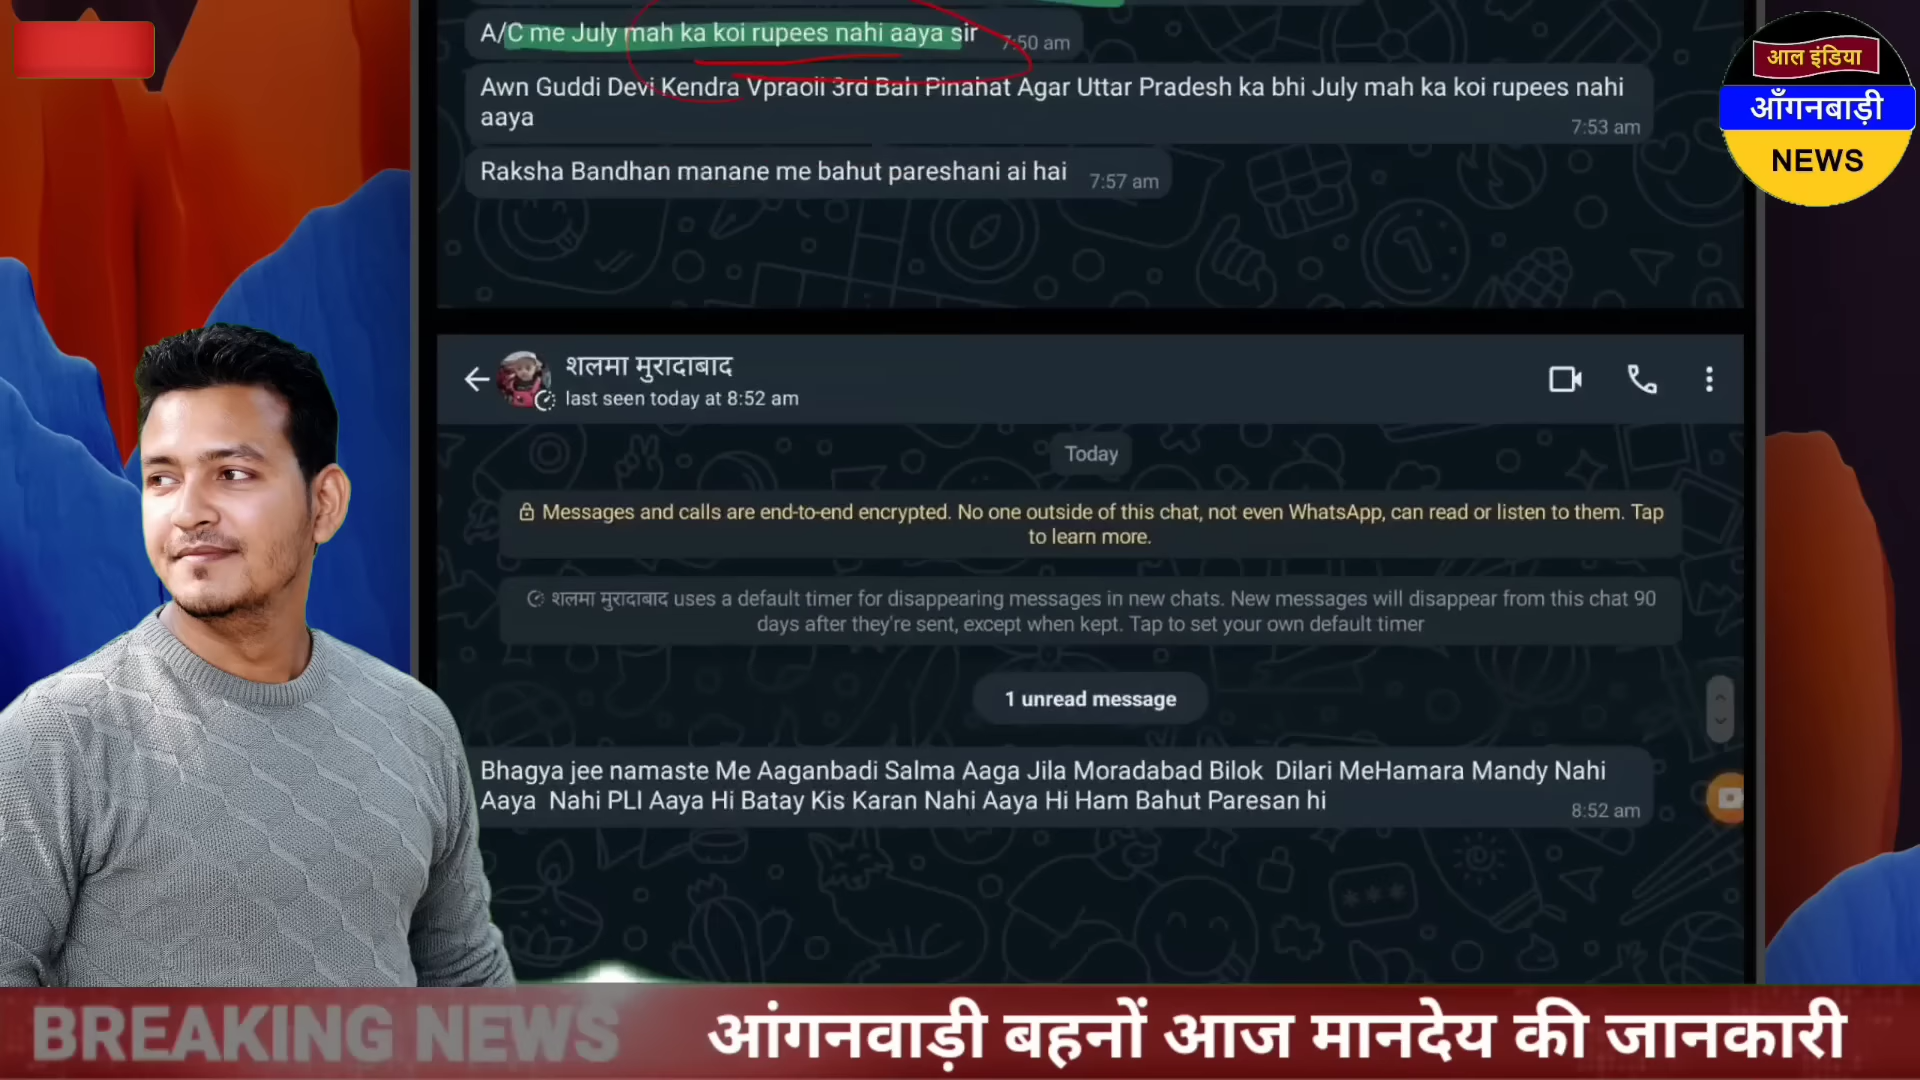 A/C me July mah ka koi rupees nahi aaya sir
7:50 am
Awn Guddi Devi Kendra Vpraoli 3rd Bah Pinahat Agar Uttar Pradesh ka bhi July mah ka koi rupees nahi
aaya
7:53 am
Raksha Bandhan manane me bahut pareshani ai hai
7:57 am
आल इंडिया
आँगनबाड़ी
NEWS
शलमा मुरादाबाद
last seen today at 8:52 am
Today
Messages and calls are end-to-end encrypted. No one outside of this chat, not even WhatsApp, can read or listen to them. Tap
to learn more.
शलमा मुरादाबाद uses a default timer for disappearing messages in new chats. New messages will disappear from this chat 90
days after they're sent, except when kept. Tap to set your own default timer
1 unread message
Bhagya jee namaste Me Aaganbadi Salma Aaga Jila Moradabad Bilok Dilari MeHamara Mandy Nahi
Aaya Nahi PLI Aaya Hi Batay Kis Karan Nahi Aaya Hi Ham Bahut Paresan hi
8:52 am
BREAKING NEWS
आंगनवाड़ी बहनों आज मानदेय की जानकारी